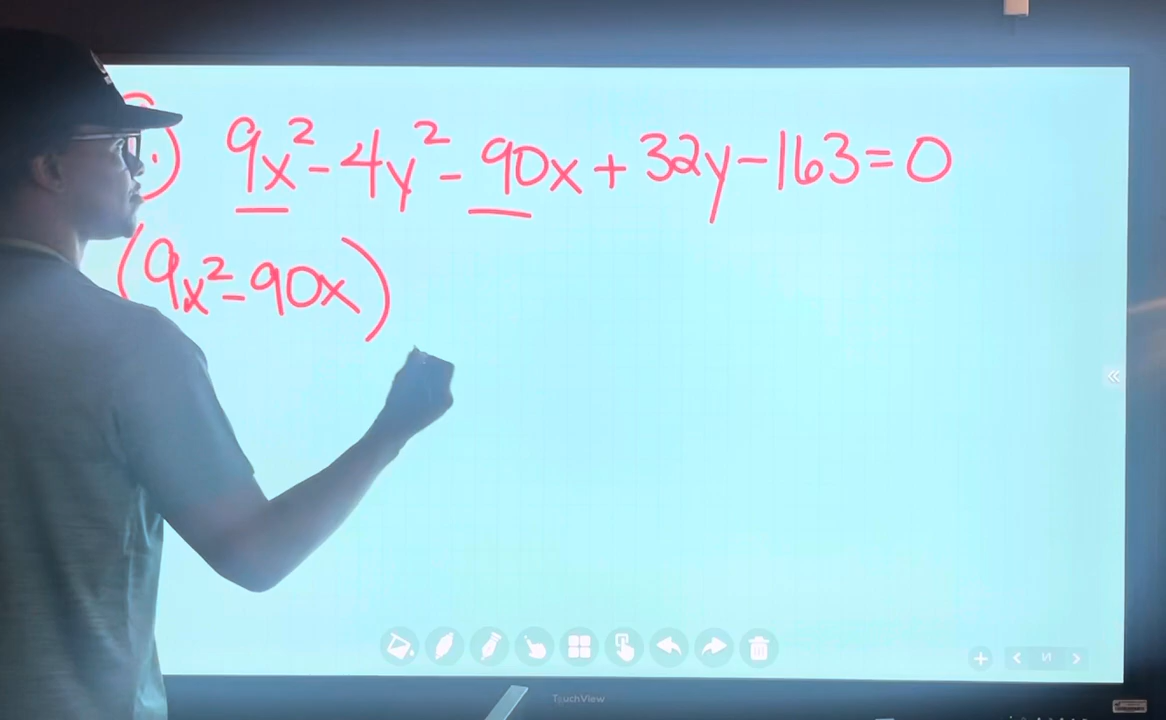 9x² - 4y² - 90x + 32y - 163 = 0
(9x² - 90x)
TouchView